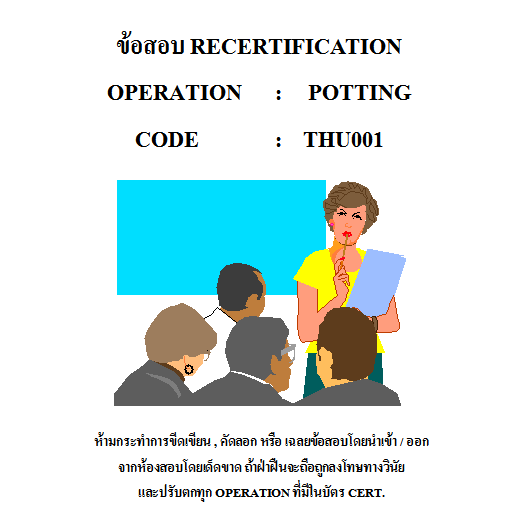 ข้อสอบ RECERTIFICATION
OPERATION : POTTING
CODE : THU001
ห้ามกระทำการขีดเขียน , คัดลอก หรือ เฉลยข้อสอบโดยนำเข้า / ออก
จากห้องสอบโดยเด็ดขาด ถ้าฝ่าฝืนจะถือถูกลงโทษทางวินัย
และปรับตกทุก OPERATION ที่มีในบัตร CERT.